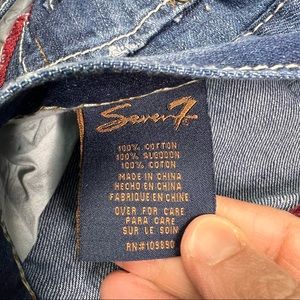 Seven7
100% COTTON
100% ALGODON
100% COTON
MADE IN CHINA
HECHO EN CHINA
FABRIQUE EN CHINE
OVER FOR CARE
PARA CARE
SUR LE SOIN
RN#109890